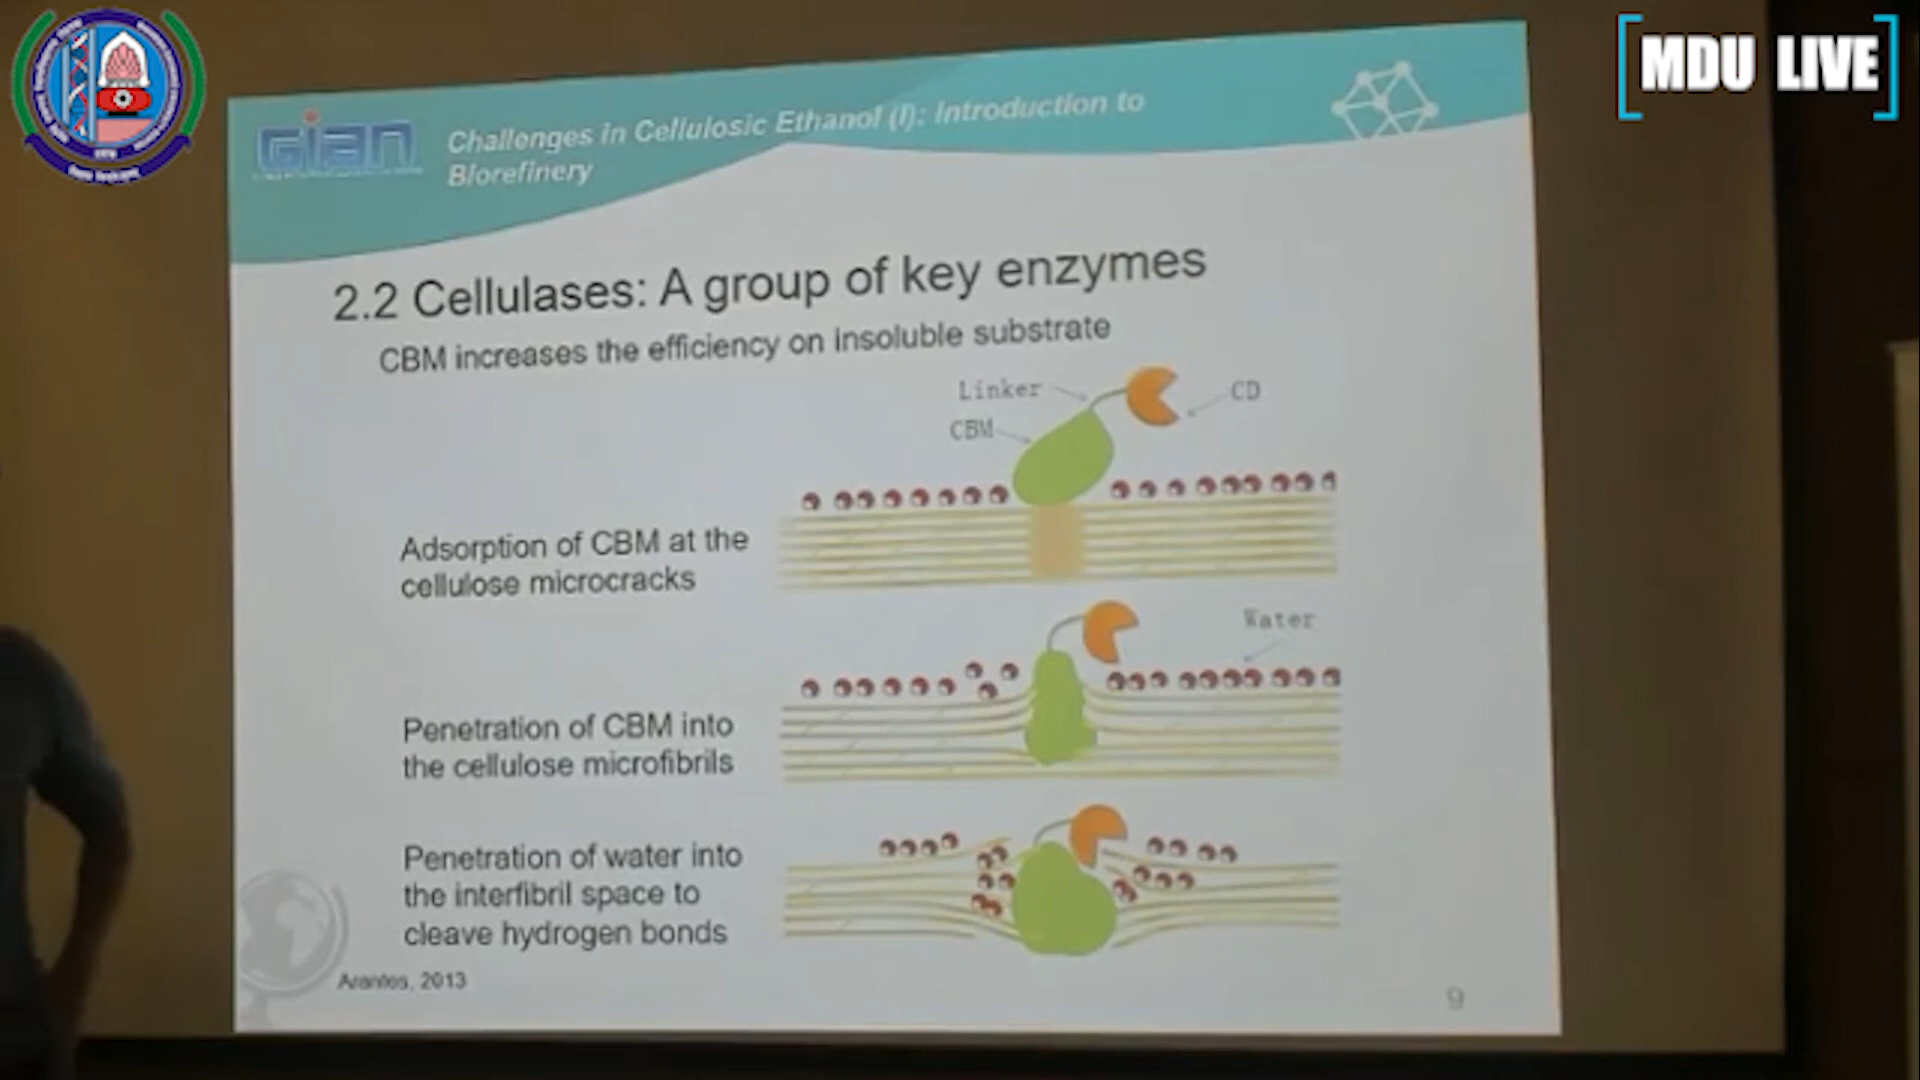 MDU LIVE
GIAN
Challenges in Cellulosic Ethanol (I): Introduction to
Biorefinery
2.2 Cellulases: A group of key enzymes
CBM increases the efficiency on insoluble substrate
Linker
CD
CBM
Adsorption of CBM at the
cellulose microcracks
Water
Penetration of CBM into
the cellulose microfibrils
Penetration of water into
the interfibril space to
cleave hydrogen bonds
Arantes, 2013
9